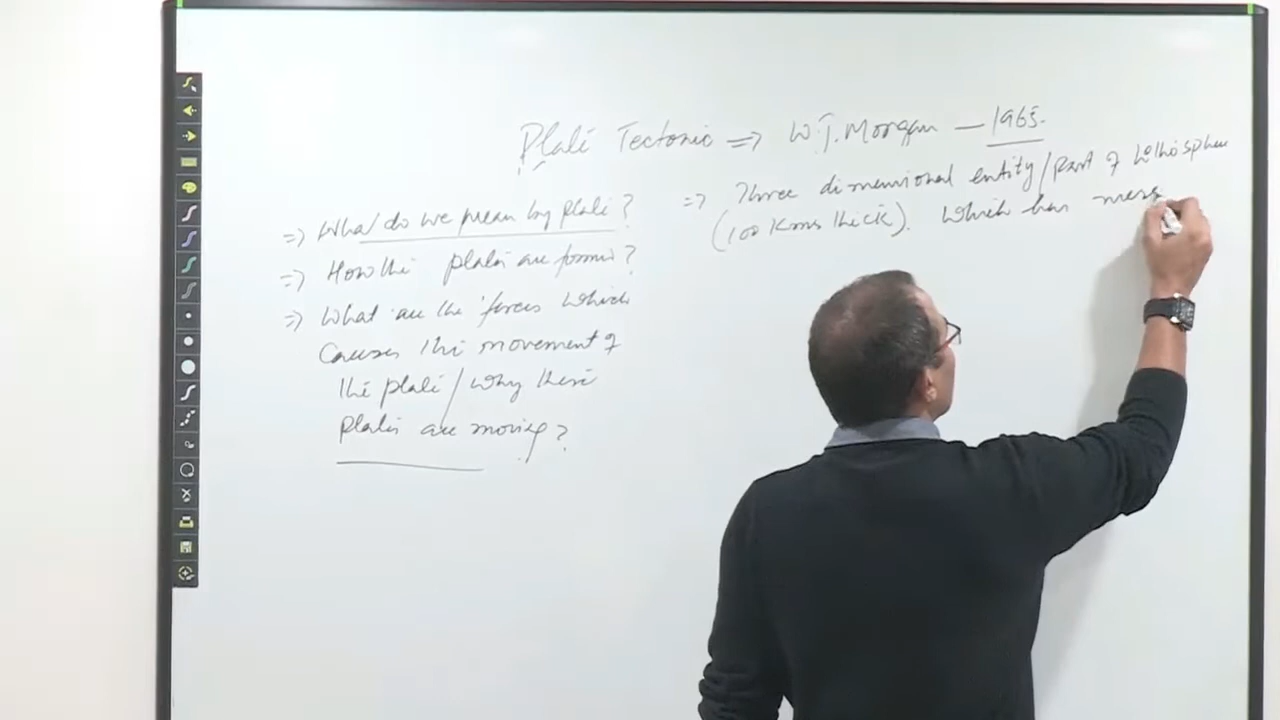 Plate Tectonic => W.J. Morgan — 1965.
=> What do we mean by plate?
=> How the plates are formed?
=> What are the forces which
Causes the movement of
the plate / why these
plates are moving?
=> Three dimensional entity/part of lithosphere
(100 Kms thick). Which has mass